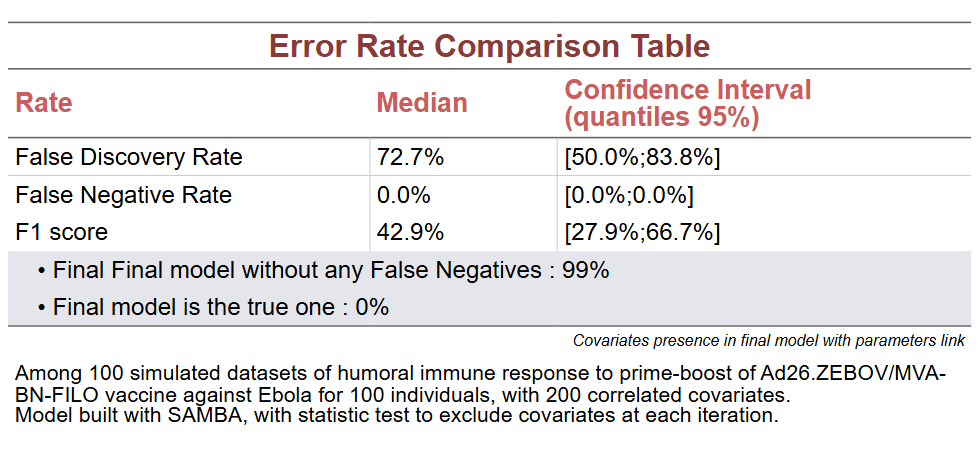 Error Rate Comparison Table
Rate Median Confidence Interval
(quantiles 95%)
False Discovery Rate 72.7% [50.0%;83.8%]
False Negative Rate 0.0% [0.0%;0.0%]
F1 score 42.9% [27.9%;66.7%]
• Final Final model without any False Negatives : 99%
• Final model is the true one : 0%
Covariates presence in final model with parameters link
Among 100 simulated datasets of humoral immune response to prime-boost of Ad26.ZEBOV/MVA-
BN-FILO vaccine against Ebola for 100 individuals, with 200 correlated covariates.
Model built with SAMBA, with statistic test to exclude covariates at each iteration.